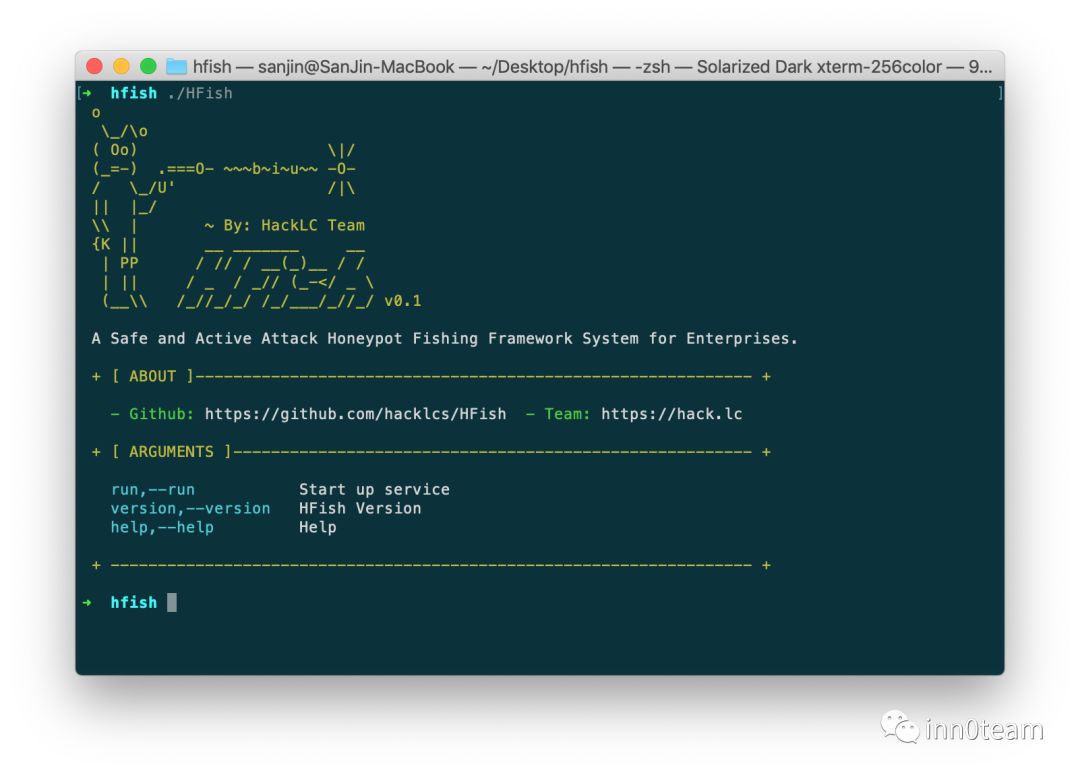 hfish — sanjin@SanJin-MacBook — ~/Desktop/hfish — -zsh — Solarized Dark xterm-256color — 9...
[➜  hfish ./HFish ]
 o
  \_/\o
 ( Oo)                    \|/
 (_=-)  .===O- ~~~b~i~u~~ -O-
 /   \_/U'                /|\
 ||  |_/
 \\  |       ~ By: HackLC Team
 {K ||       __ _______     __
  | PP      / // / __(_)__ / /
  | ||     / _  / _// (_-</ _ \
  (__\\   /_//_/_/ /_/___/_//_/ v0.1
A Safe and Active Attack Honeypot Fishing Framework System for Enterprises.
+ [ ABOUT ]----------------------------------------------------------- +
- Github: https://github.com/hacklcs/HFish  - Team: https://hack.lc
+ [ ARGUMENTS ]------------------------------------------------------- +
run,--run           Start up service
version,--version   HFish Version
help,--help         Help
+ -------------------------------------------------------------------- +
➜  hfish
inn0team